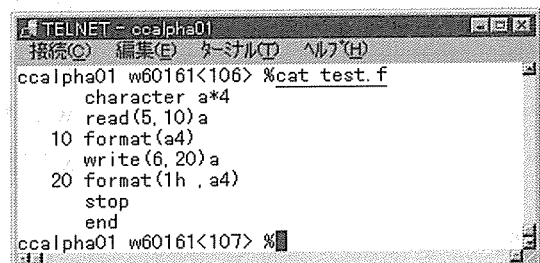 TELNET - ccalpha01
接続(C) 編集(E) ターミナル(T) ヘルプ(H)
ccalpha01 w60161<106> %cat test.f
      character a*4
      read(5,10)a
   10 format(a4)
      write(6,20)a
   20 format(1h ,a4)
      stop
      end
ccalpha01 w60161<107> %